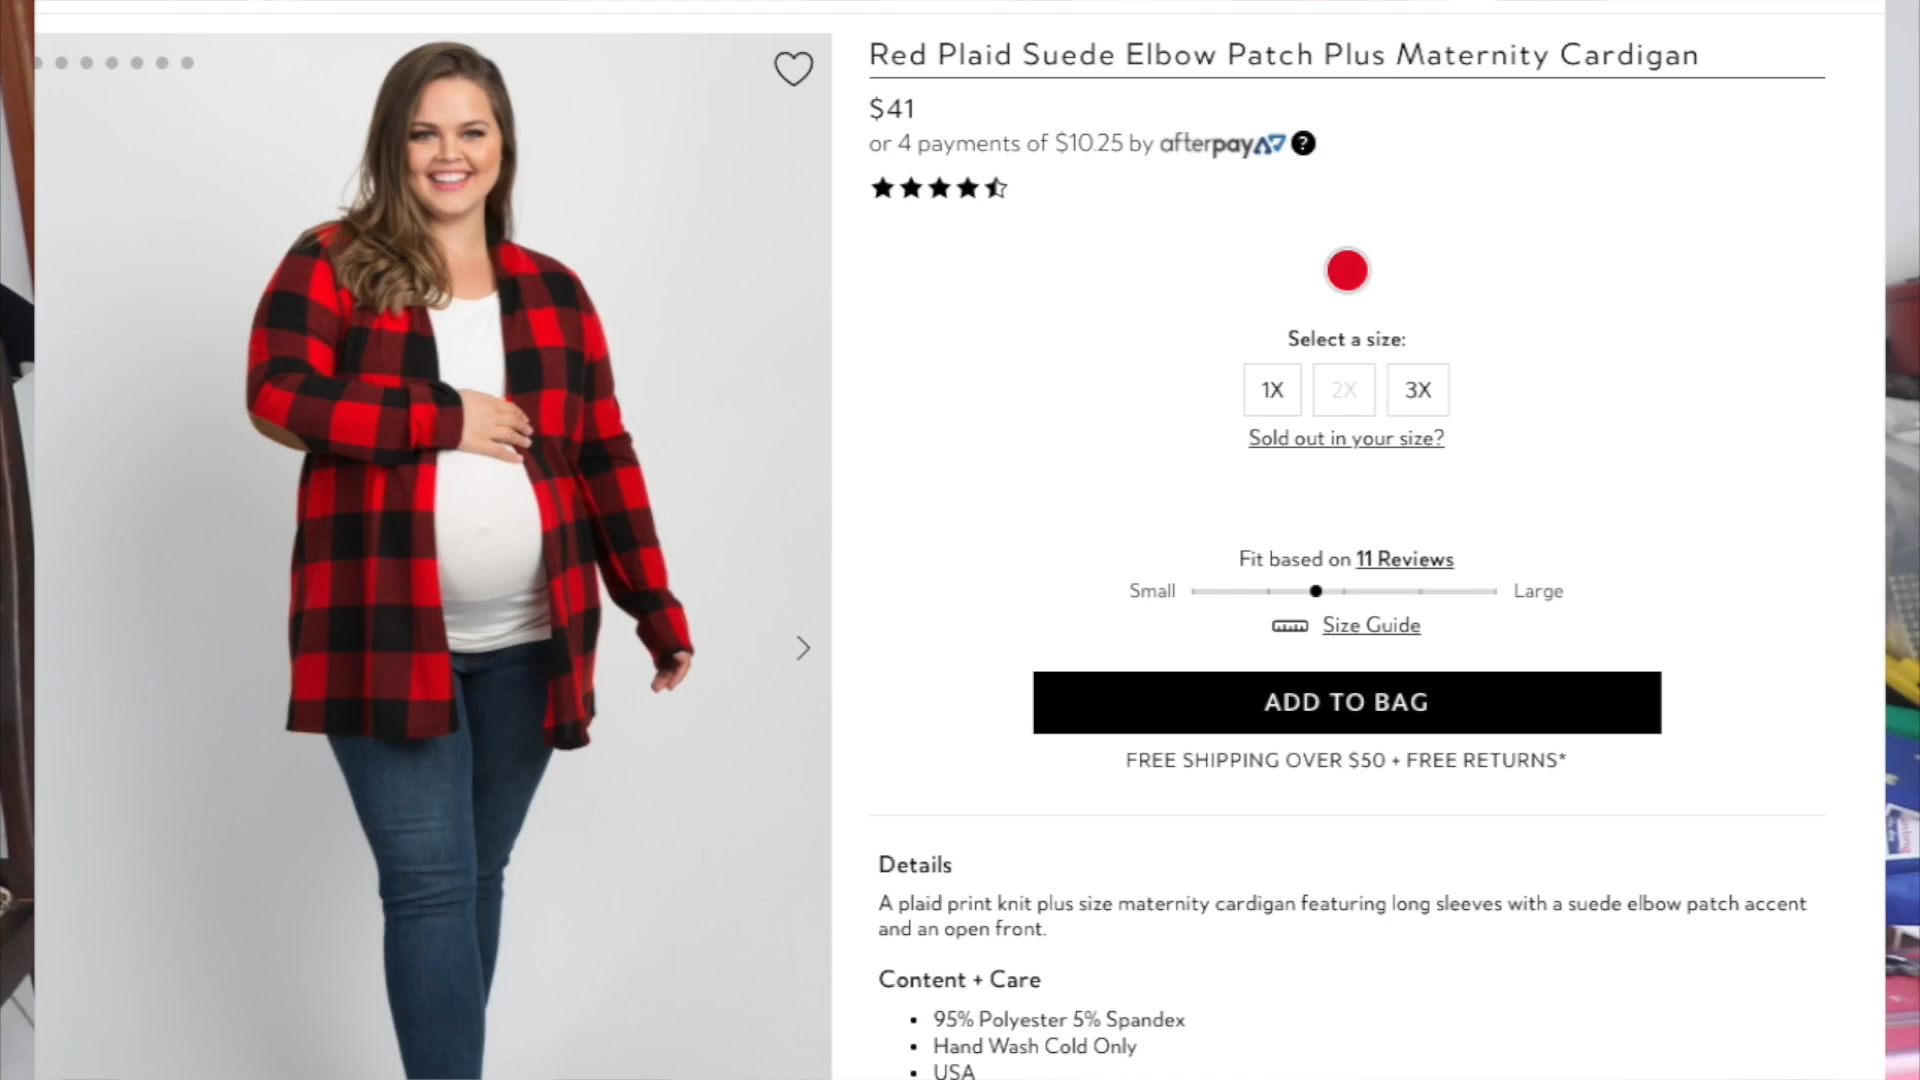 Red Plaid Suede Elbow Patch Plus Maternity Cardigan
$41
or 4 payments of $10.25 by afterpay ?
Select a size:
1X 2X 3X
Sold out in your size?
Fit based on 11 Reviews
Small Large
Size Guide
ADD TO BAG
FREE SHIPPING OVER $50 + FREE RETURNS*
Details
A plaid print knit plus size maternity cardigan featuring long sleeves with a suede elbow patch accent
and an open front.
Content + Care
• 95% Polyester 5% Spandex
• Hand Wash Cold Only
• USA